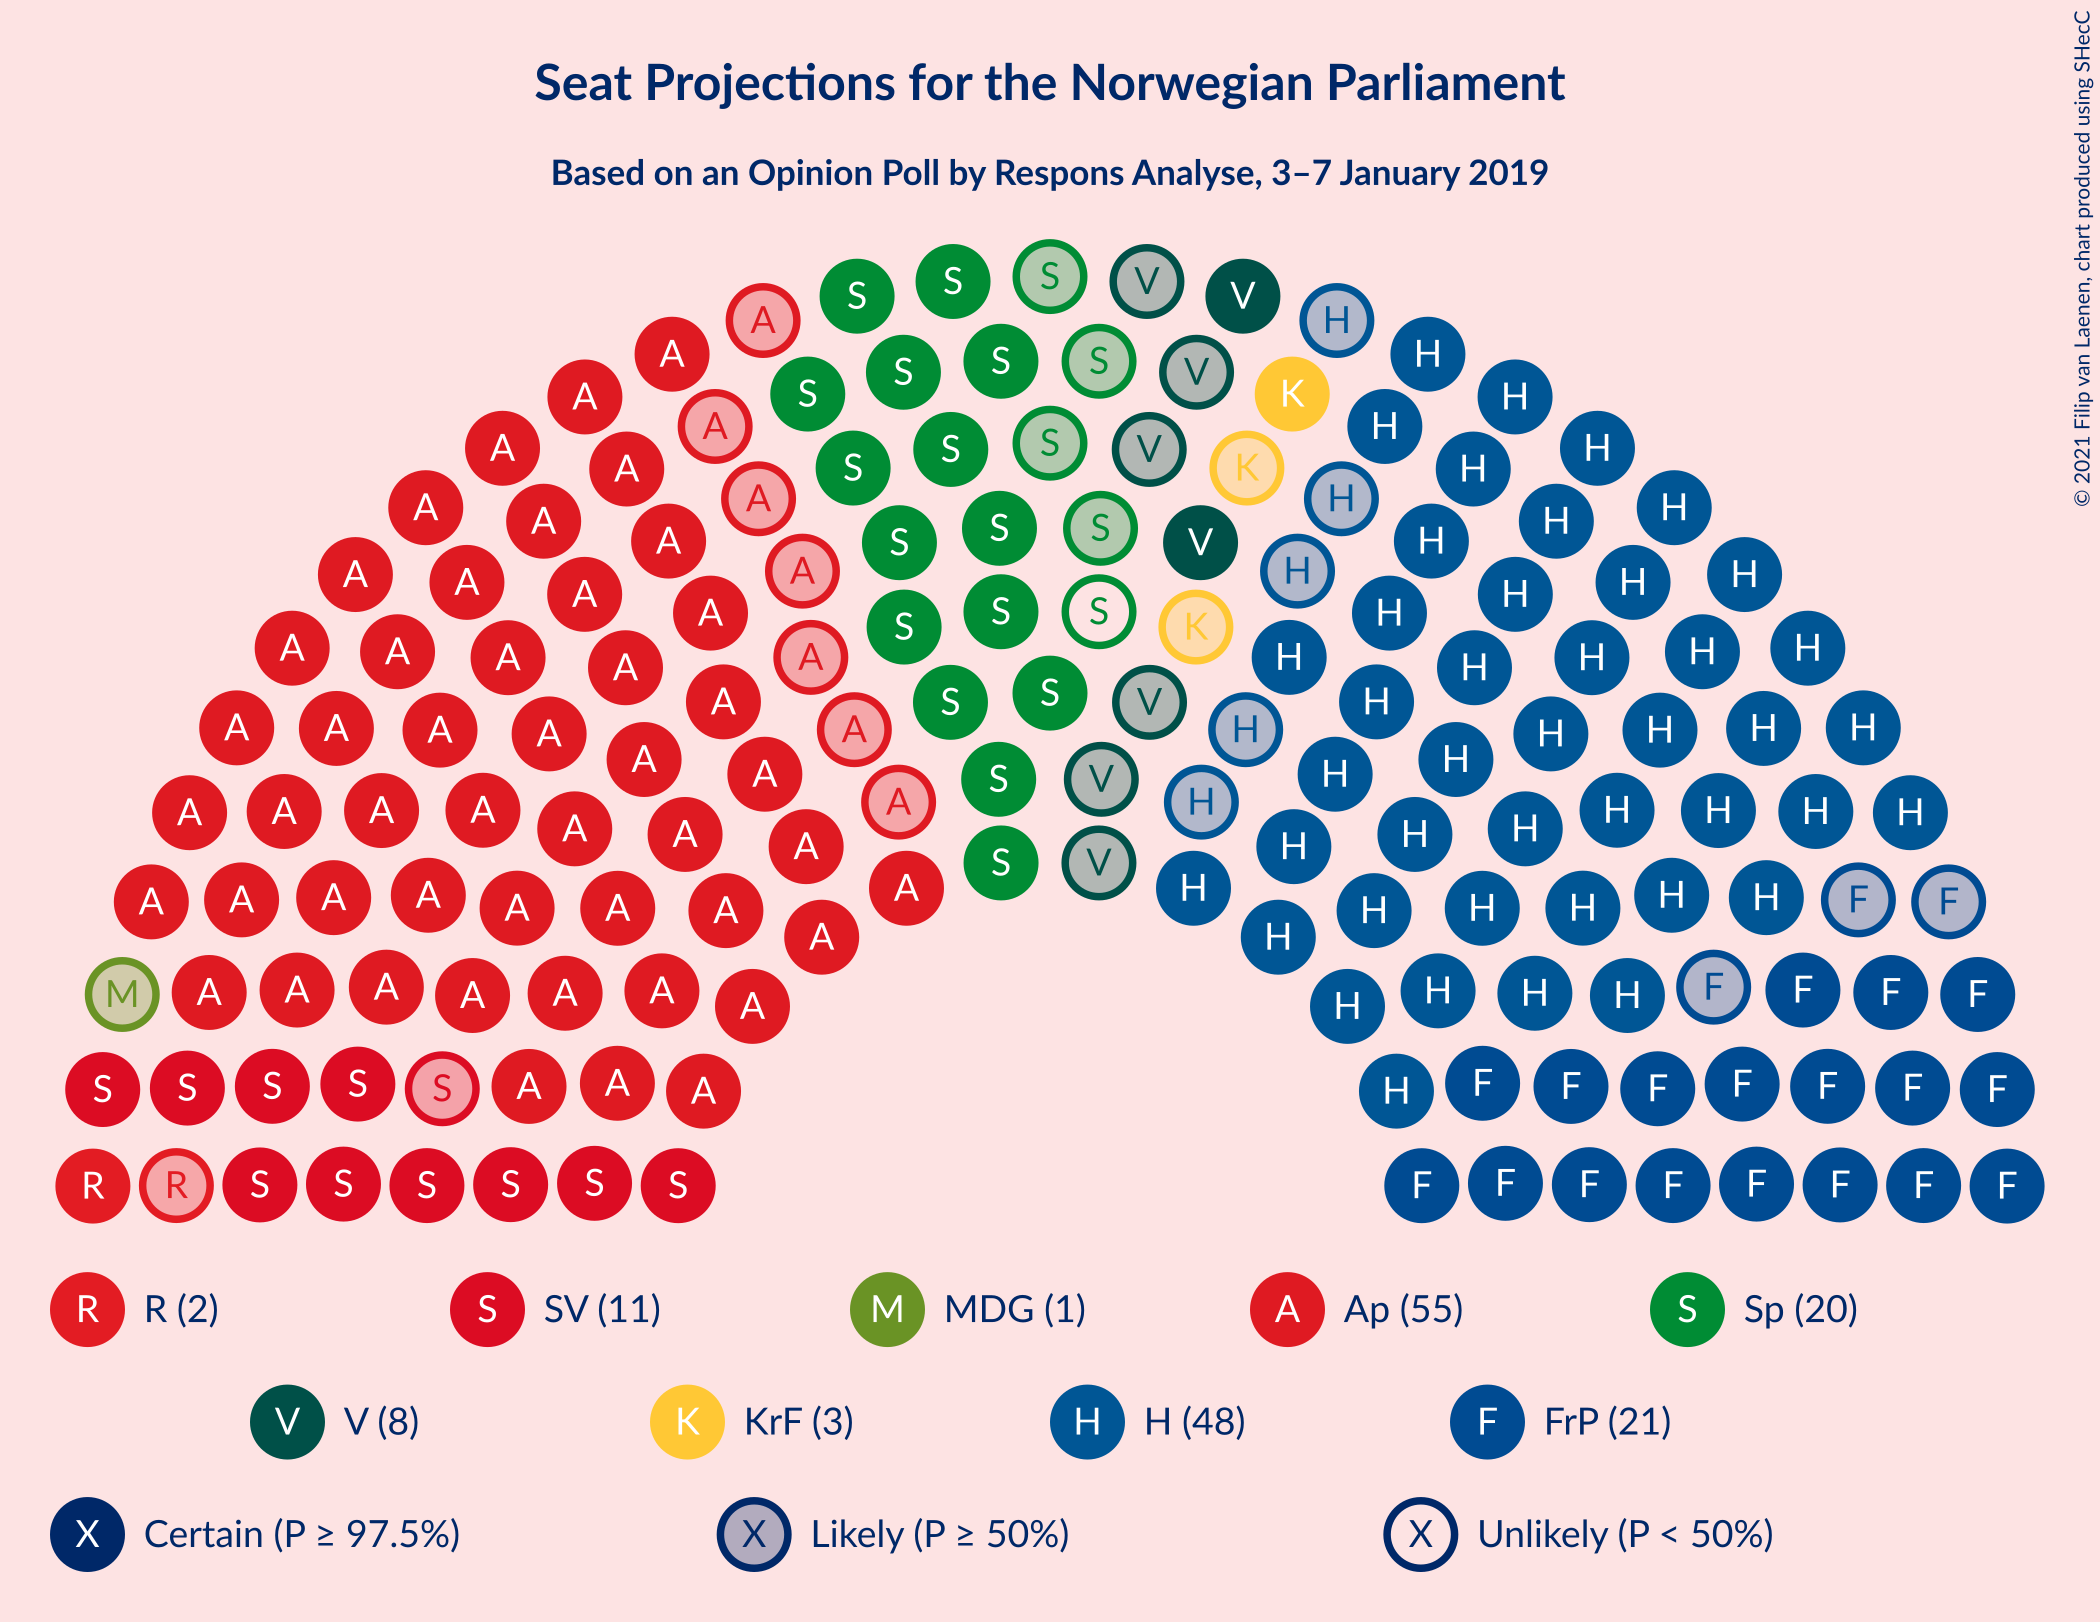 Seat Projections for the Norwegian Parliament
Based on an Opinion Poll by Respons Analyse, 3–7 January 2019
© 2021 Filip van Laenen, chart produced using SHecC
S S S V V
A H
A S S S S V K H
A A H H
A A S S S S V K H H
A A A H H H
A A A S S S S V H H H H
A A A A S S S K H H H H
A A A A A S S V H H H H H
A A A A A A S V H H H H H H
A A A A A A A S V H H H H H H H
A A A A A A A A A H H H H H H H F F
M A A A A A A A H H H H F F F F
S S S S S A A A H F F F F F F F
R R S S S S S S F F F F F F F F
R R (2) S SV (11) M MDG (1) A Ap (55) S Sp (20)
V V (8) K KrF (3) H H (48) F FrP (21)
X Certain (P ≥ 97.5%) X Likely (P ≥ 50%) X Unlikely (P < 50%)